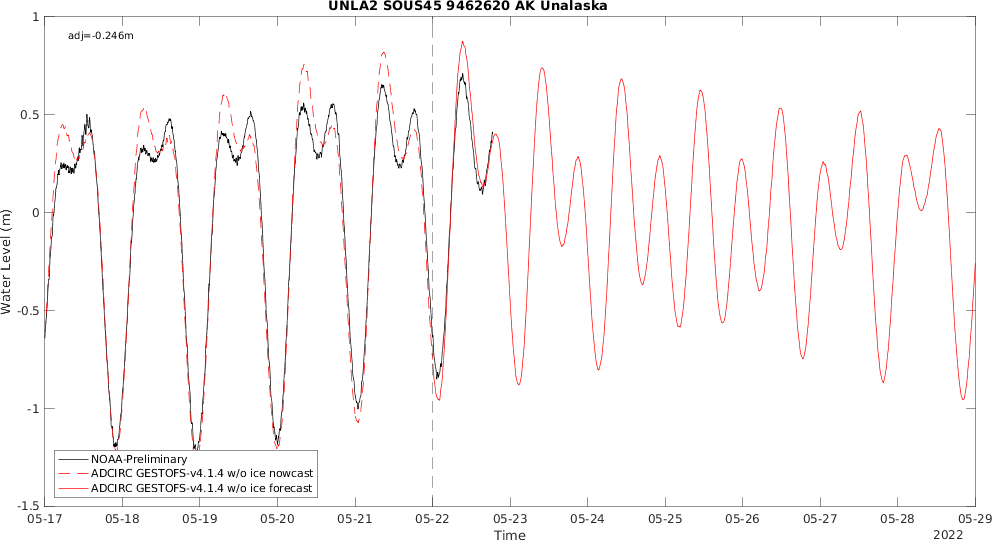 UNLA2 SOUS45 9462620 AK Unalaska
adj=-0.246m
1
0.5
0
-0.5
-1
-1.5
Water Level (m)
NOAA-Preliminary
ADCIRC GESTOFS-v4.1.4 w/o ice nowcast
ADCIRC GESTOFS-v4.1.4 w/o ice forecast
05-17 05-18 05-19 05-20 05-21 05-22 05-23 05-24 05-25 05-26 05-27 05-28 05-29
Time
2022